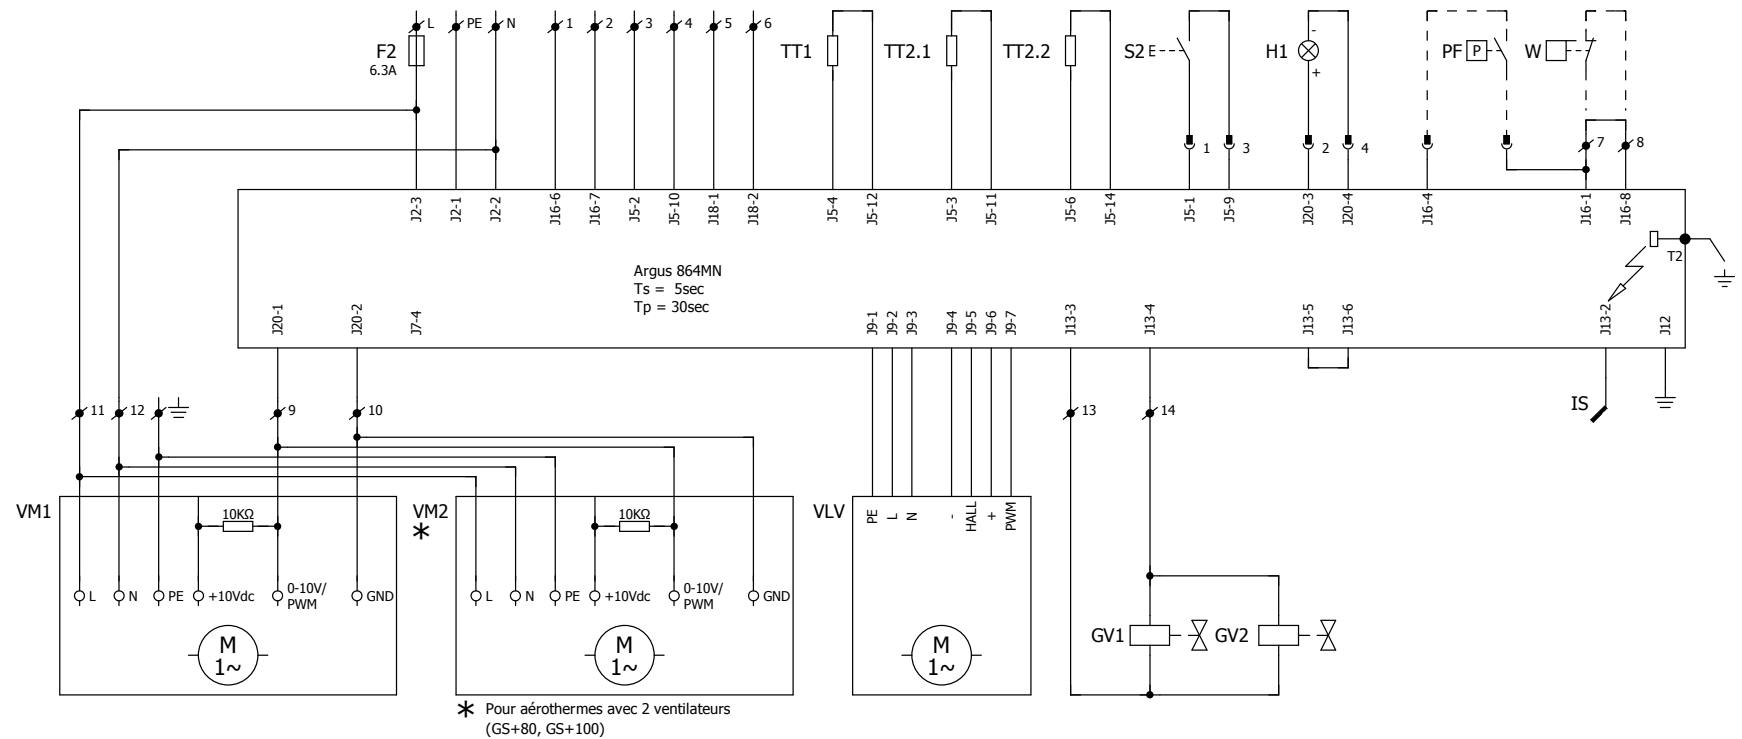 L PE N 1 2 3 4 5 6
F2
6.3A
TT1
TT2.1
TT2.2
S2 E
H1
-
+
PF P
W
1 3 2 4 7 8
J2-3 J2-1 J2-2 J16-6 J16-7 J5-2 J5-10 J18-1 J18-2 J5-4 J5-12 J5-3 J5-11 J5-6 J5-14 J5-1 J5-9 J20-3 J20-4 J16-4 J16-1 J16-8
T2
Argus 864MN
Ts = 5sec
Tp = 30sec
J20-1 J20-2 J7-4 J9-1 J9-2 J9-3 J9-4 J9-5 J9-6 J9-7 J13-3 J13-4 J13-5 J13-6 J13-2 J12
11 12 9 10 13 14
IS
VM1
10KΩ
L N PE +10Vdc 0-10V/
PWM
GND
M
1~
VM2
*
10KΩ
L N PE +10Vdc 0-10V/
PWM
GND
M
1~
VLV
PE L N - HALL + PWM
M
1~
GV1
GV2
* Pour aérothermes avec 2 ventilateurs
(GS+80, GS+100)